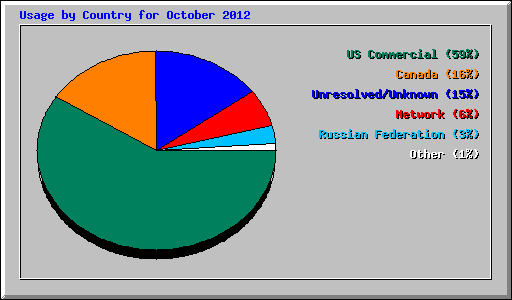 Usage by Country for October 2012
US Commercial (59%)
Canada (16%)
Unresolved/Unknown (15%)
Network (6%)
Russian Federation (3%)
Other (1%)